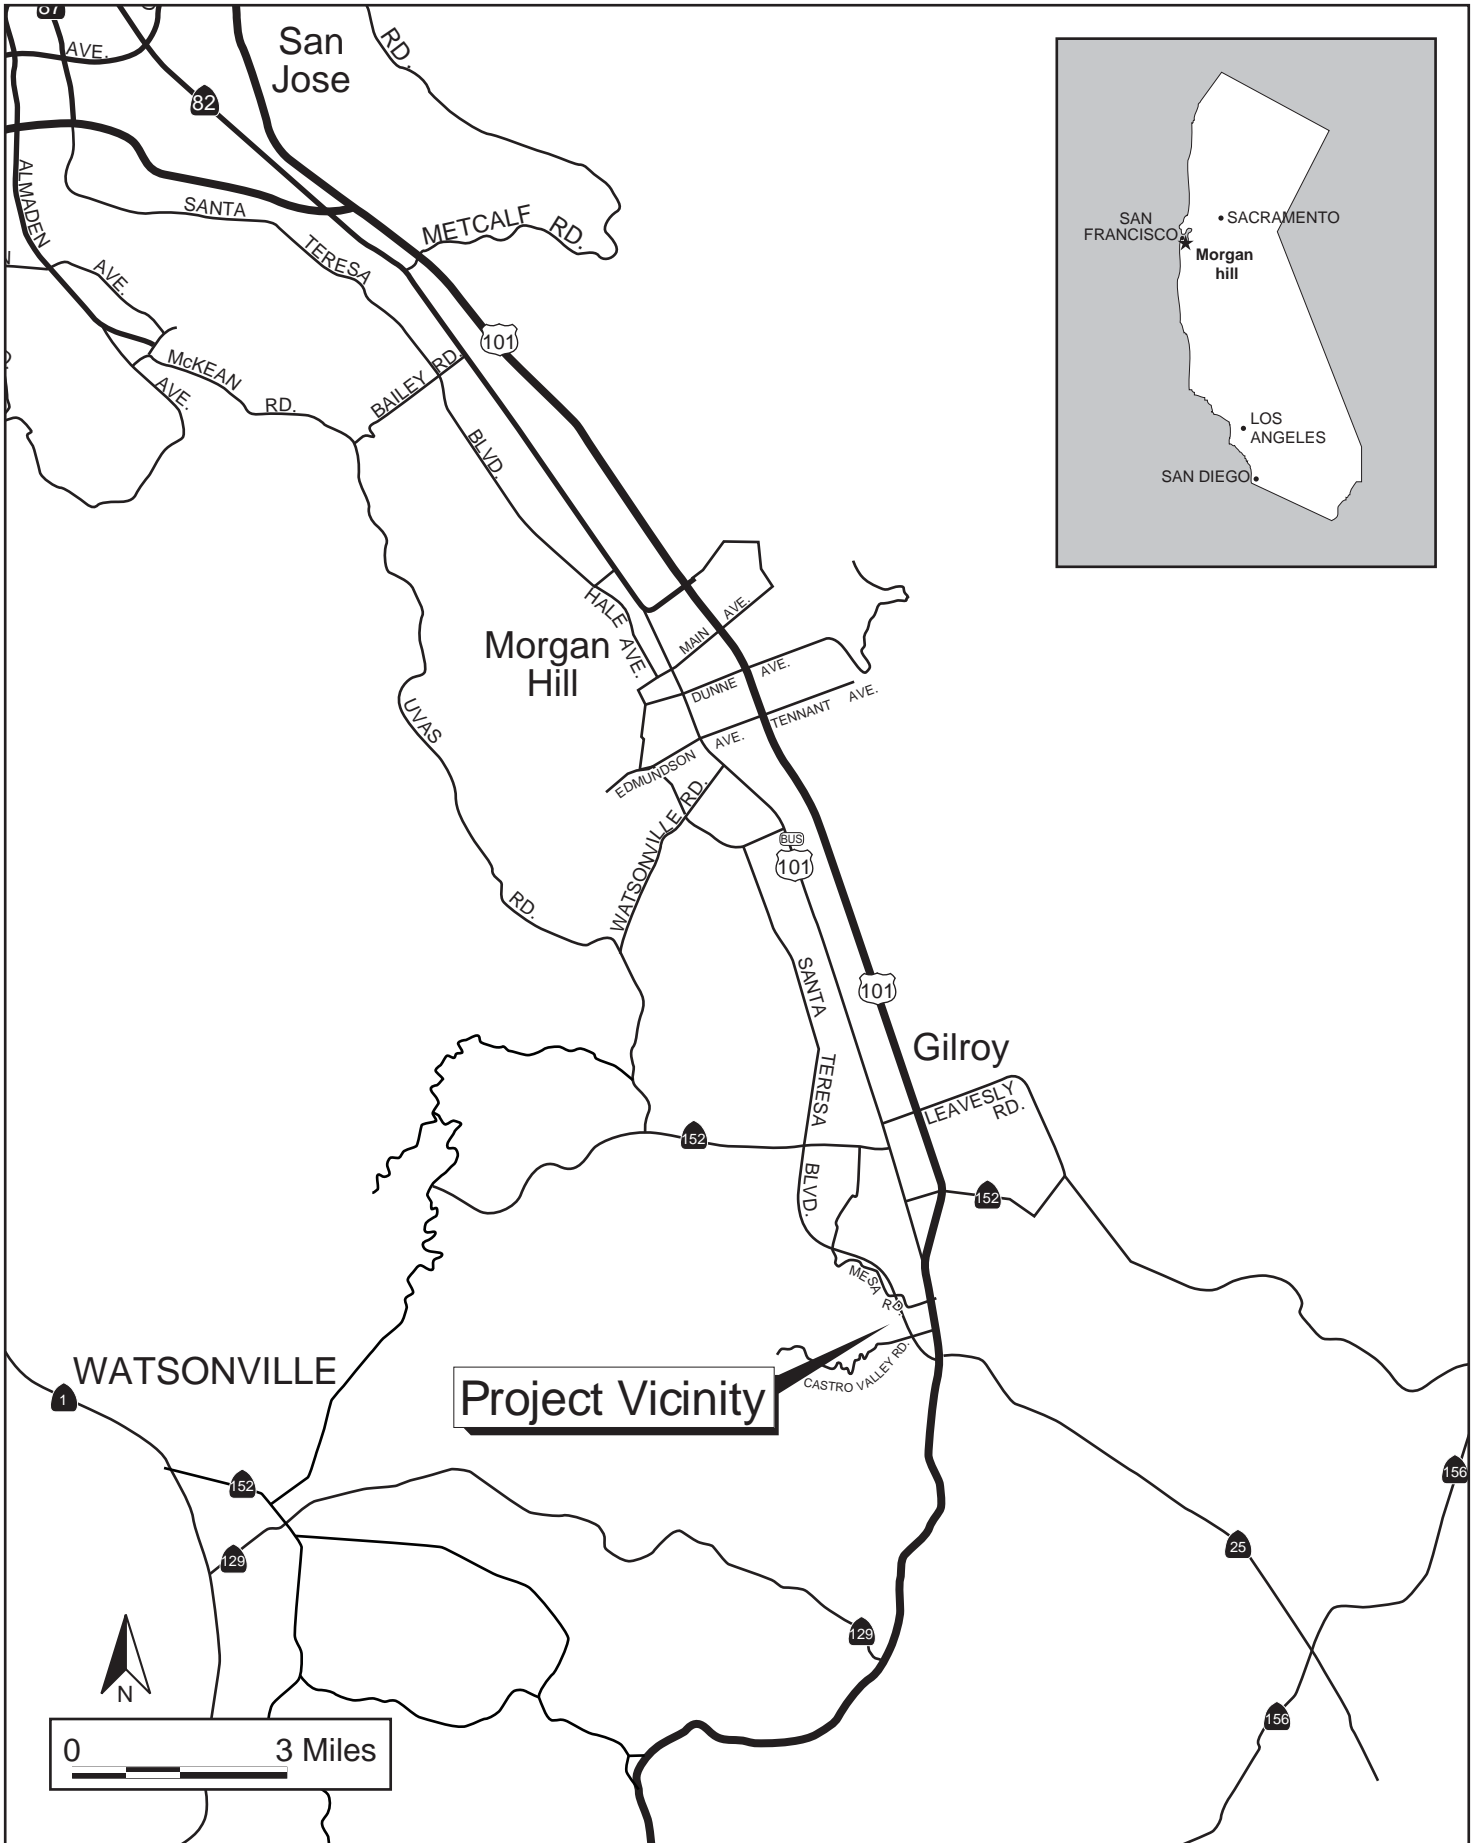 87
AVE.
San
Jose
RD.
82
ALMADEN
SANTA
TERESA
METCALF
RD.
AVE.
101
McKEAN
RD.
AVE.
BAILEY RD.
BLVD.
SAN
FRANCISCO
SACRAMENTO
Morgan
hill
LOS
ANGELES
SAN DIEGO
HALE AVE.
MAIN AVE.
Morgan
Hill
DUNNE AVE.
TENNANT AVE.
EDMUNDSON AVE.
UVAS
RD.
WATSONVILLE RD.
BUS
101
SANTA
TERESA
BLVD.
101
Gilroy
LEAVESLY
RD.
152
152
MESA
RD.
CASTRO VALLEY RD.
Project Vicinity
WATSONVILLE
1
152
129
129
25
156
156
N
0 3 Miles